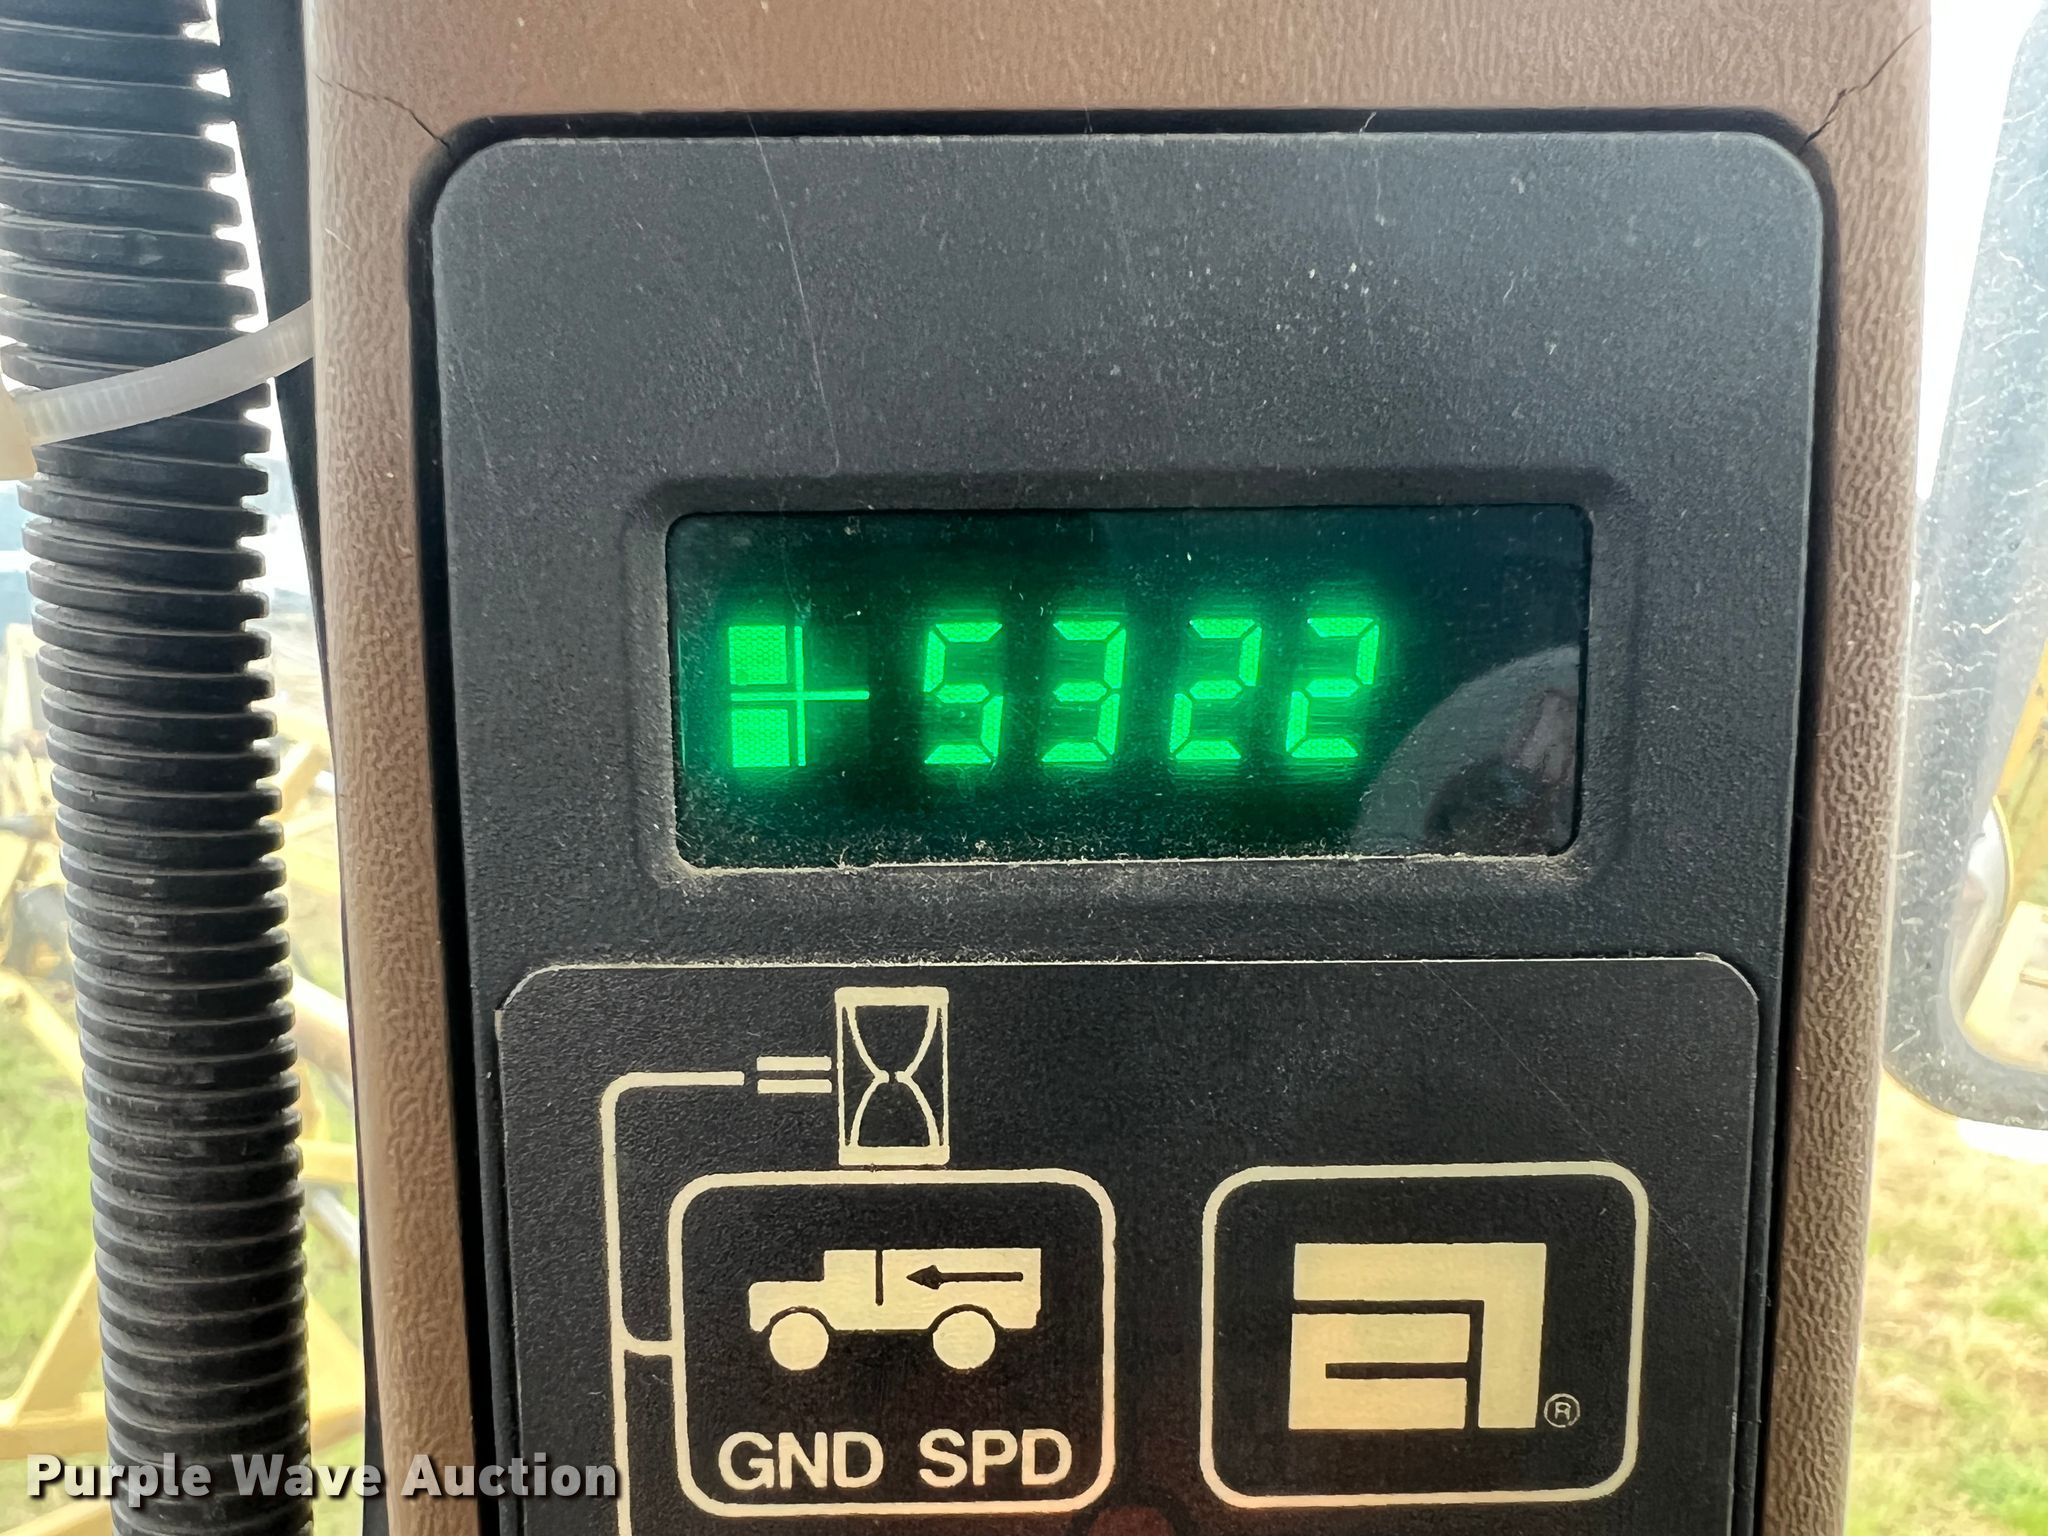 5322
GND SPD
®
Purple Wave Auction